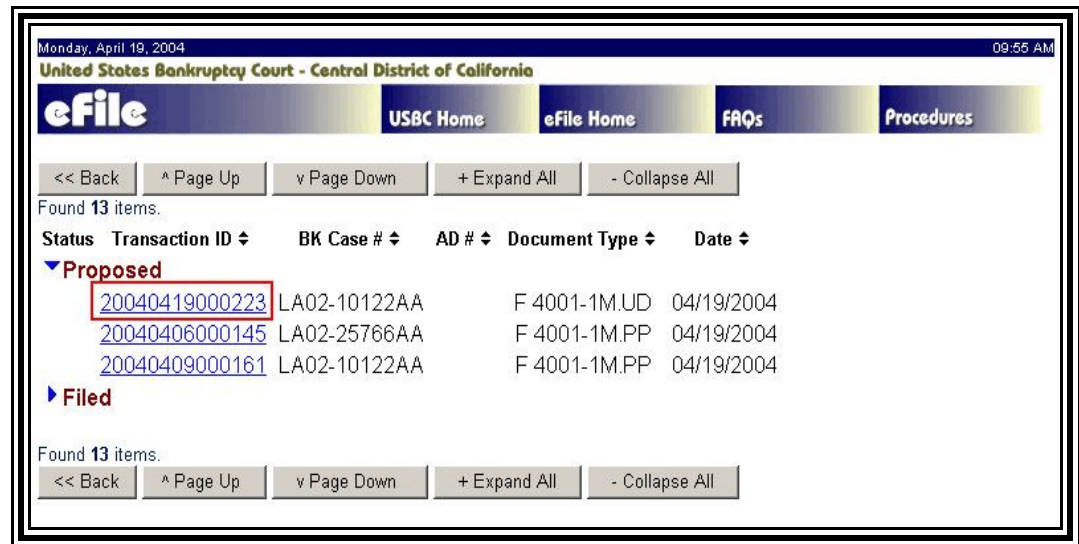 Monday, April 19, 2004 09:55 AM
United States Bankruptcy Court - Central District of California
eFile USBC Home eFile Home FAQs Procedures
<< Back ^ Page Up v Page Down + Expand All - Collapse All
Found 13 items.
Status Transaction ID BK Case # AD # Document Type Date
Proposed
20040419000223 LA02-10122AA F 4001-1M.UD 04/19/2004
20040406000145 LA02-25766AA F 4001-1M.PP 04/19/2004
20040409000161 LA02-10122AA F 4001-1M.PP 04/19/2004
Filed
Found 13 items.
<< Back ^ Page Up v Page Down + Expand All - Collapse All